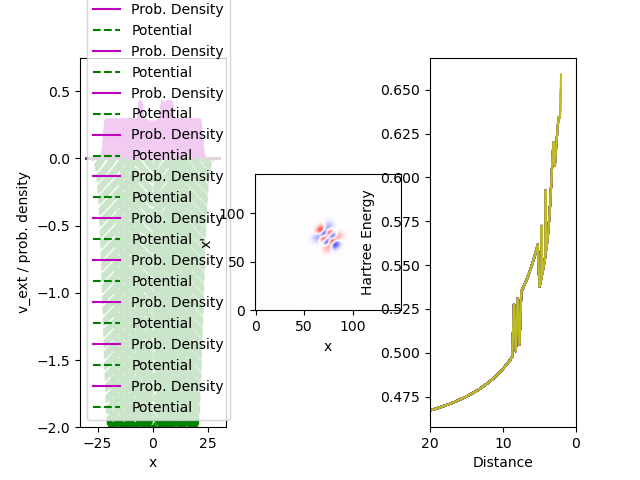 Prob. Density
Potential
Prob. Density
Potential
Prob. Density
Potential
Prob. Density
Potential
Prob. Density
Potential
Prob. Density
Potential
Prob. Density
Potential
Prob. Density
Potential
Prob. Density
Potential
Prob. Density
Potential
0.5
0.0
−0.5
−1.0
−1.5
−2.0
v_ext / prob. density
−25
0
25
x
100
50
0
x'
0
50
100
x
0.650
0.625
0.600
0.575
0.550
0.525
0.500
0.475
Hartree Energy
20
10
0
Distance